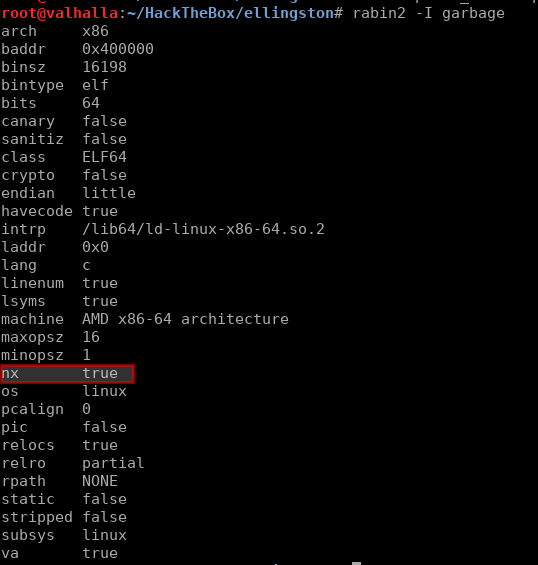 root@valhalla:~/HackTheBox/ellingston# rabin2 -I garbage
arch     x86
baddr    0x400000
binsz    16198
bintype  elf
bits     64
canary   false
sanitiz  false
class    ELF64
crypto   false
endian   little
havecode true
intrp    /lib64/ld-linux-x86-64.so.2
laddr    0x0
lang     c
linenum  true
lsyms    true
machine  AMD x86-64 architecture
maxopsz  16
minopsz  1
nx       true
os       linux
pcalign  0
pic      false
relocs   true
relro    partial
rpath    NONE
static   false
stripped false
subsys   linux
va       true